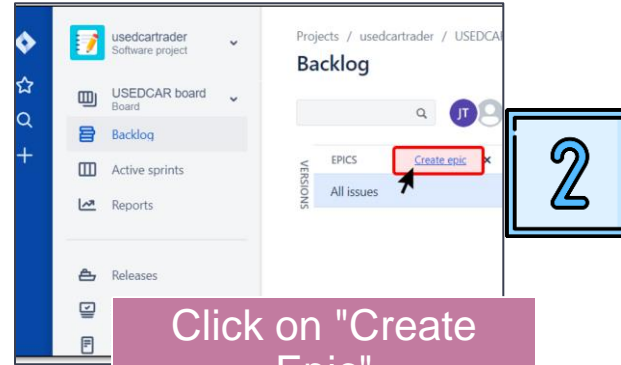 usedcartrader
Software project
USEDCAR board
Board
Backlog
Active sprints
Reports
Releases
Projects / usedcartrader / USEDCA
Backlog
JT
VERSIONS
EPICS
Create epic
x
All issues
2
Click on "Create
Epic"